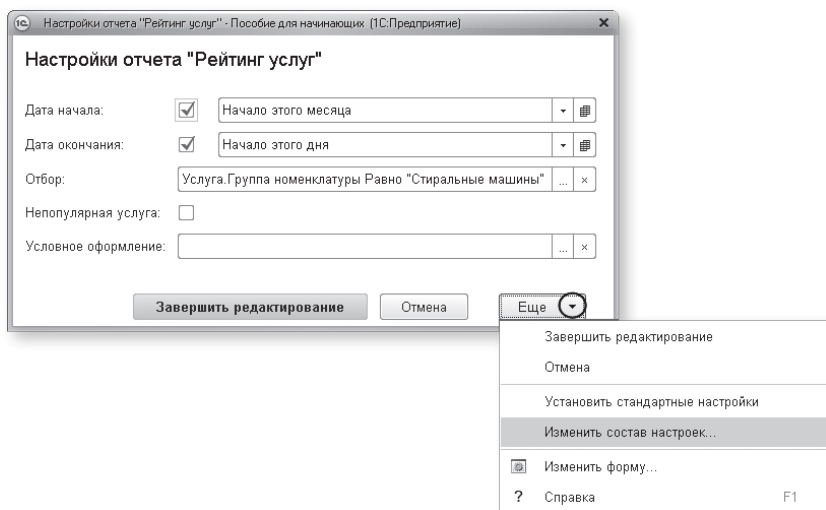 Настройки отчета "Рейтинг услуг" - Пособие для начинающих (1С:Предприятие)
Настройки отчета "Рейтинг услуг"
Дата начала: Начало этого месяца
Дата окончания: Начало этого дня
Отбор: Услуга.Группа номенклатуры Равно "Стиральные машины" ... ×
Непопулярная услуга:
Условное оформление: ... ×
Завершить редактирование Отмена Еще
Завершить редактирование
Отмена
Установить стандартные настройки
Изменить состав настроек...
Изменить форму...
? Справка F1